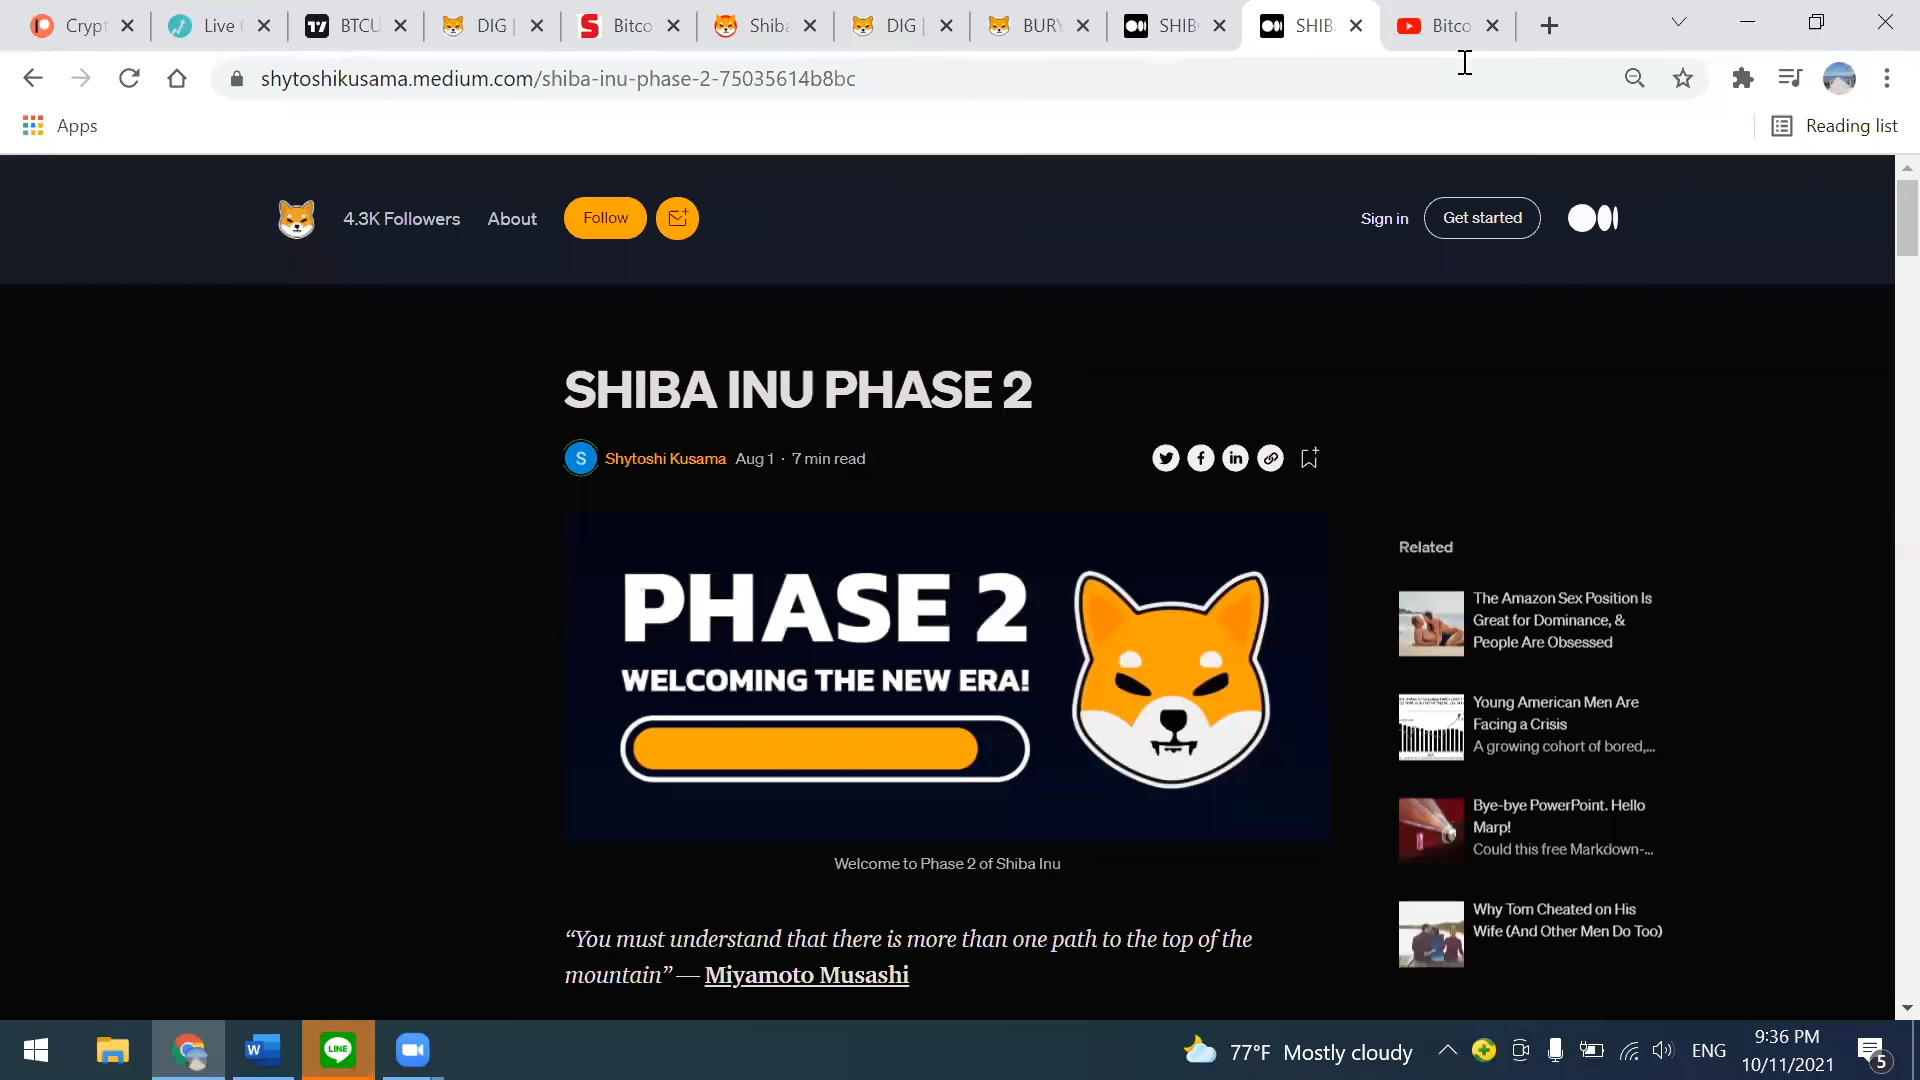 Crypt
Live
BTCU
DIG |
Bitco
Shiba
DIG |
BURY
SHIB
SHIB
Bitco
shytoshikusama.medium.com/shiba-inu-phase-2-75035614b8bc
Apps
Reading list
4.3K Followers About Follow
Sign in Get started
SHIBA INU PHASE 2
S Shytoshi Kusama Aug 1 · 7 min read
PHASE 2
WELCOMING THE NEW ERA!
Welcome to Phase 2 of Shiba Inu
“You must understand that there is more than one path to the top of the
mountain” — Miyamoto Musashi
Related
The Amazon Sex Position Is
Great for Dominance, &
People Are Obsessed
Young American Men Are
Facing a Crisis
A growing cohort of bored,...
Bye-bye PowerPoint. Hello
Marp!
Could this free Markdown-...
Why Tom Cheated on His
Wife (And Other Men Do Too)
W
LINE
77°F Mostly cloudy
ENG
9:36 PM
10/11/2021
5